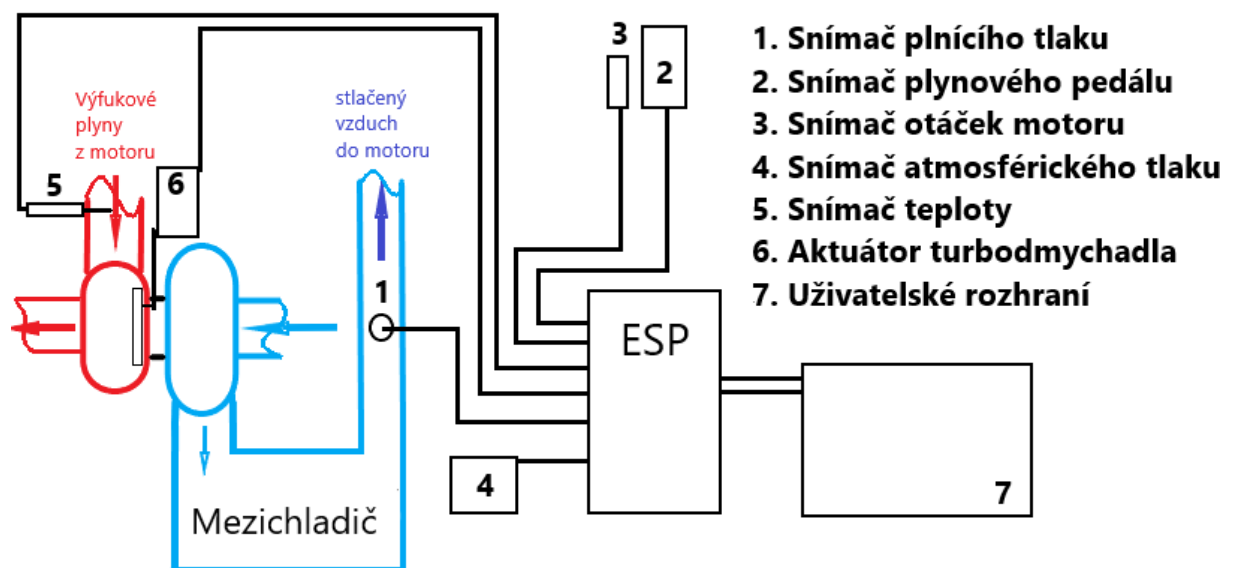 Výfukové
plyny
z motoru
stlačený
vzduch
do motoru
5
6
1
3
2
4
ESP
7
Mezichladič
1. Snímač plnícího tlaku
2. Snímač plynového pedálu
3. Snímač otáček motoru
4. Snímač atmosférického tlaku
5. Snímač teploty
6. Aktuátor turbodmychadla
7. Uživatelské rozhraní